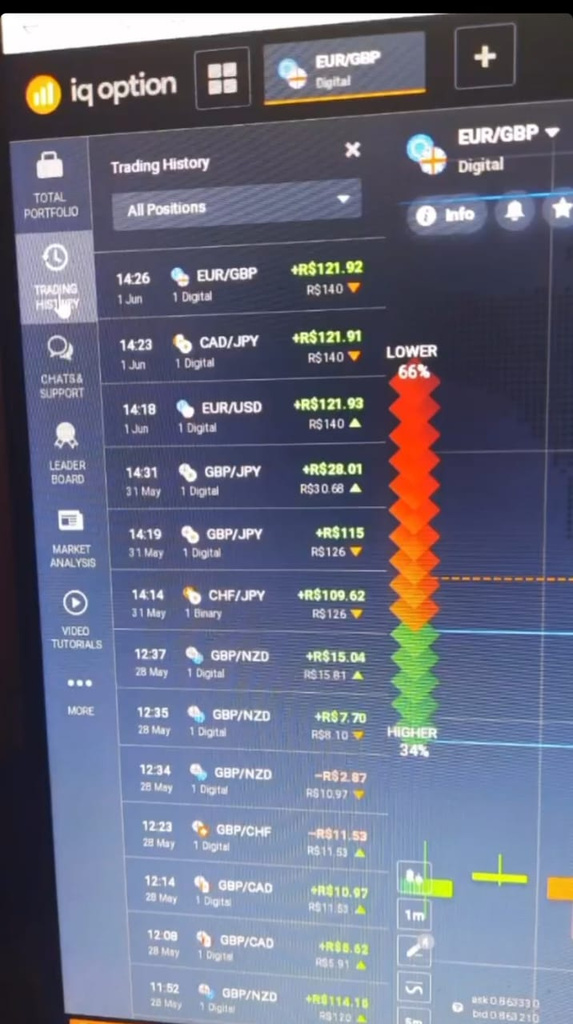 iq option
EUR/GBP
Digital
+
TOTAL
PORTFOLIO
TRADING
HISTORY
CHATS &
SUPPORT
LEADER
BOARD
MARKET
ANALYSIS
VIDEO
TUTORIALS
MORE
Trading History
×
All Positions
14:26 EUR/GBP +R$121.92
1 Jun 1 Digital R$140
14:23 CAD/JPY +R$121.91
1 Jun 1 Digital R$140
14:18 EUR/USD +R$121.93
1 Jun 1 Digital R$140
14:31 GBP/JPY +R$28.01
31 May 1 Digital R$30.68
14:19 GBP/JPY +R$115
31 May 1 Digital R$126
14:14 CHF/JPY +R$109.62
31 May 1 Binary R$126
12:37 GBP/NZD +R$15.04
28 May 1 Digital R$15.81
12:35 GBP/NZD +R$7.70
28 May 1 Digital R$8.10
12:34 GBP/NZD -R$2.87
28 May 1 Digital R$10.97
12:23 GBP/CHF -R$11.53
28 May 1 Digital R$11.53
12:14 GBP/CAD +R$10.97
28 May 1 Digital R$11.53
12:08 GBP/CAD
28 May 1 Digital R$5.91
11:52 GBP/NZD +R$114.16
28 May 1 Digital R$120
EUR/GBP
Digital
Info
LOWER
66%
HIGHER
34%
1m
5m
ask 0.863330
bid 0.863210